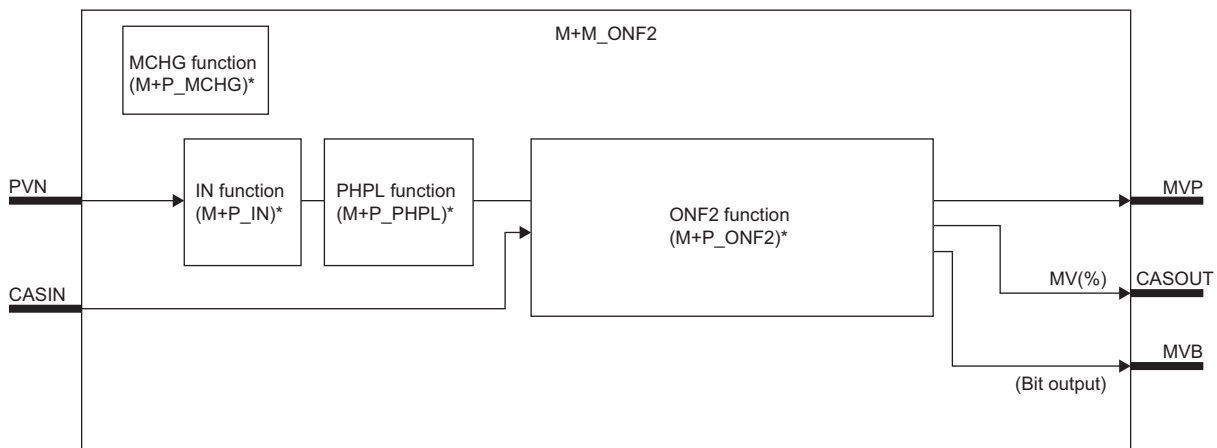 M+M_ONF2
MCHG function
(M+P_MCHG)*
PVN
IN function
(M+P_IN)*
PHPL function
(M+P_PHPL)*
ONF2 function
(M+P_ONF2)*
MVP
CASIN
MV(%)
CASOUT
MVB
(Bit output)